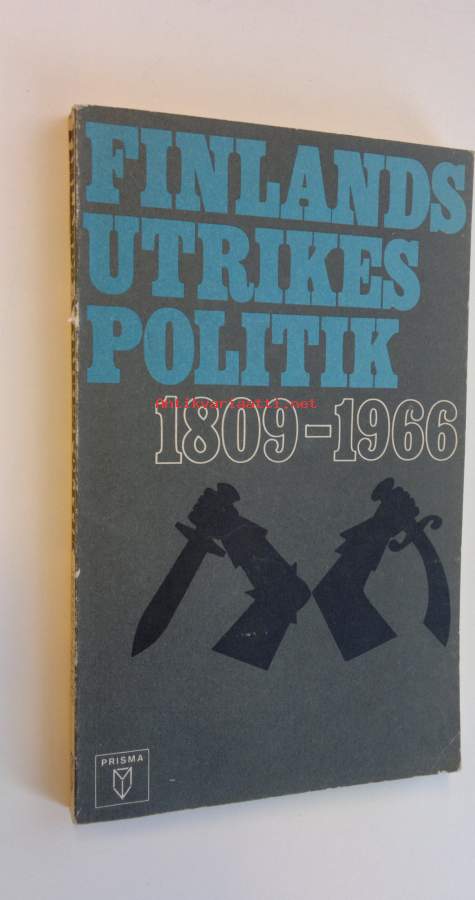 FINLANDS
UTRIKES
POLITIK
Antikvariaatti.net
1809-1966
PRISMA